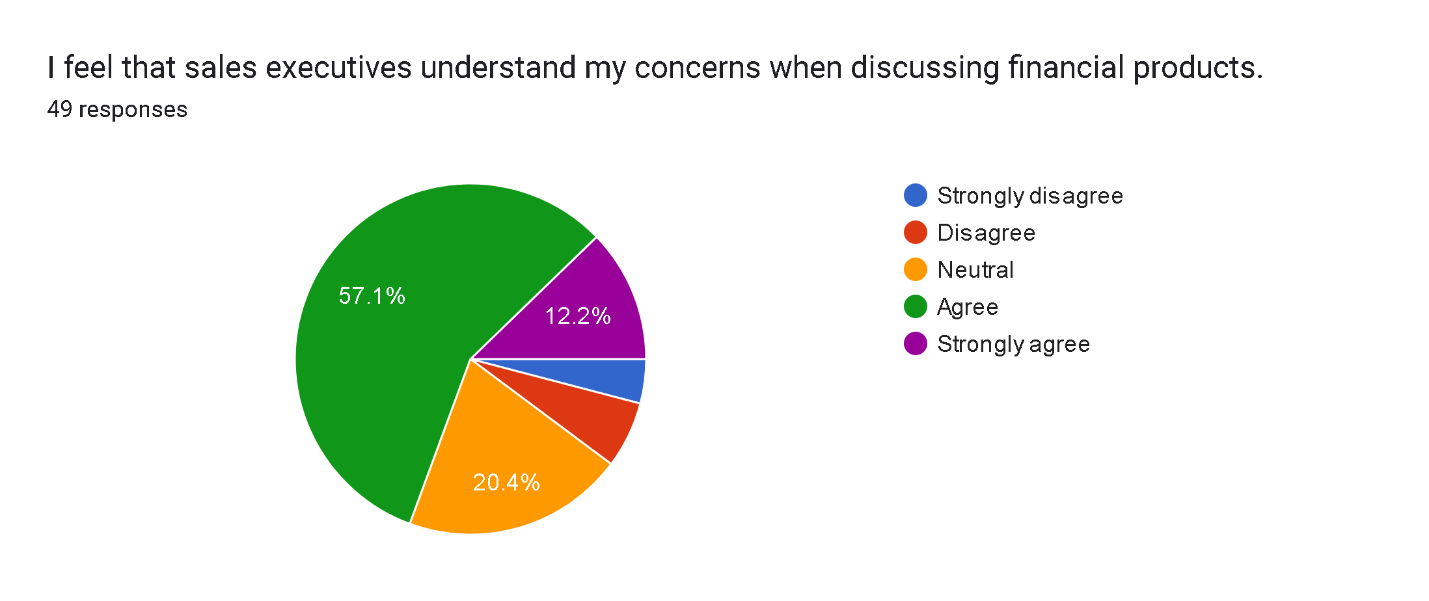 I feel that sales executives understand my concerns when discussing financial products.
49 responses
57.1%
12.2%
20.4%
Strongly disagree
Disagree
Neutral
Agree
Strongly agree